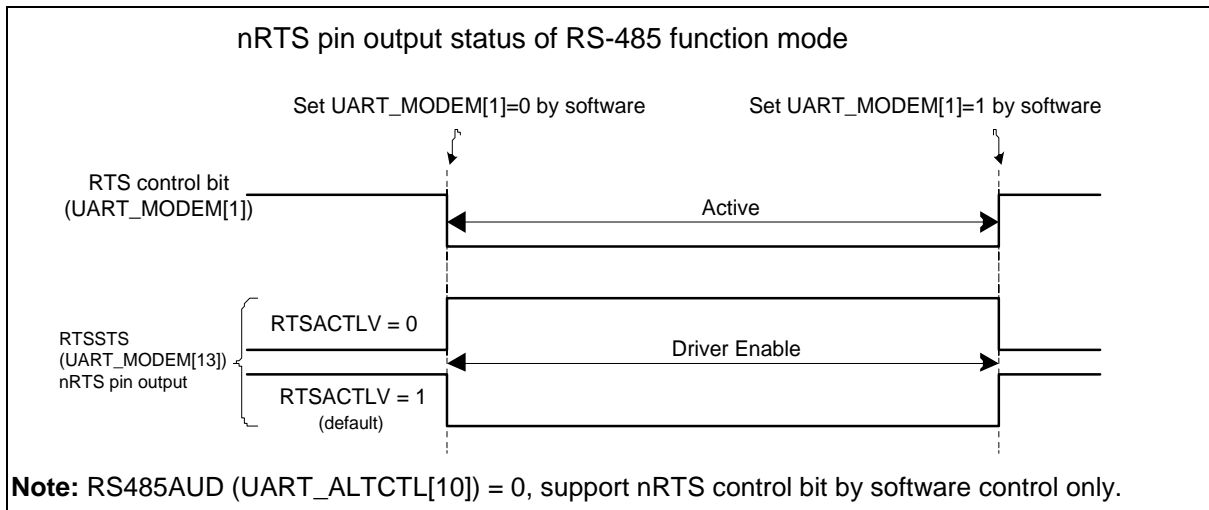 nRTS pin output status of RS-485 function mode
Set UART_MODEM[1]=0 by software
Set UART_MODEM[1]=1 by software
RTS control bit
(UART_MODEM[1])
Active
RTSSTS
(UART_MODEM[13])
nRTS pin output
RTSACTLV = 0
Driver Enable
RTSACTLV = 1
(default)
Note: RS485AUD (UART_ALTCTL[10]) = 0, support nRTS control bit by software control only.